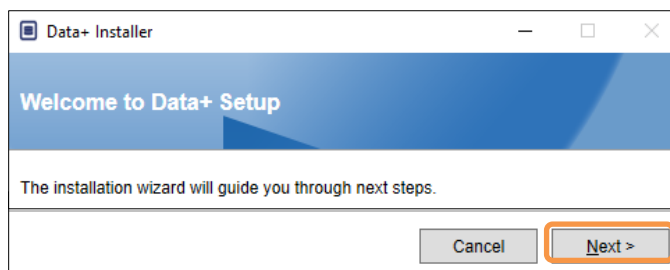 Data+ Installer
Welcome to Data+ Setup
The installation wizard will guide you through next steps.
Cancel
Next >